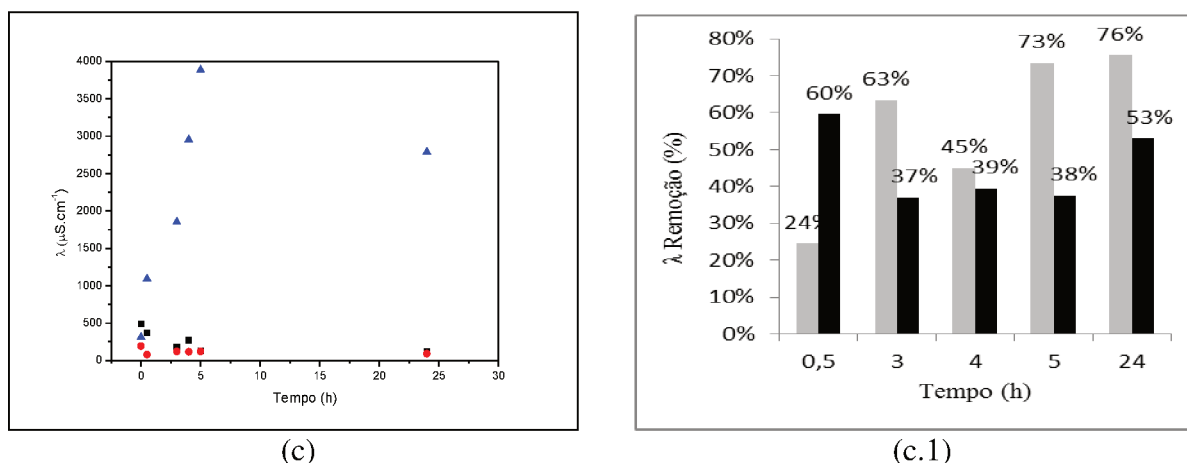 4000
3500
3000
2500
2000
1500
1000
500
0
λ (μS.cm⁻¹)
0 5 10 15 20 25 30
Tempo (h)
(c)
80%
70%
60%
50%
40%
30%
20%
10%
0%
λ Remoção (%)
24% 60% 63% 37% 45% 39% 73% 38% 76% 53%
0,5 3 4 5 24
Tempo (h)
(c.1)